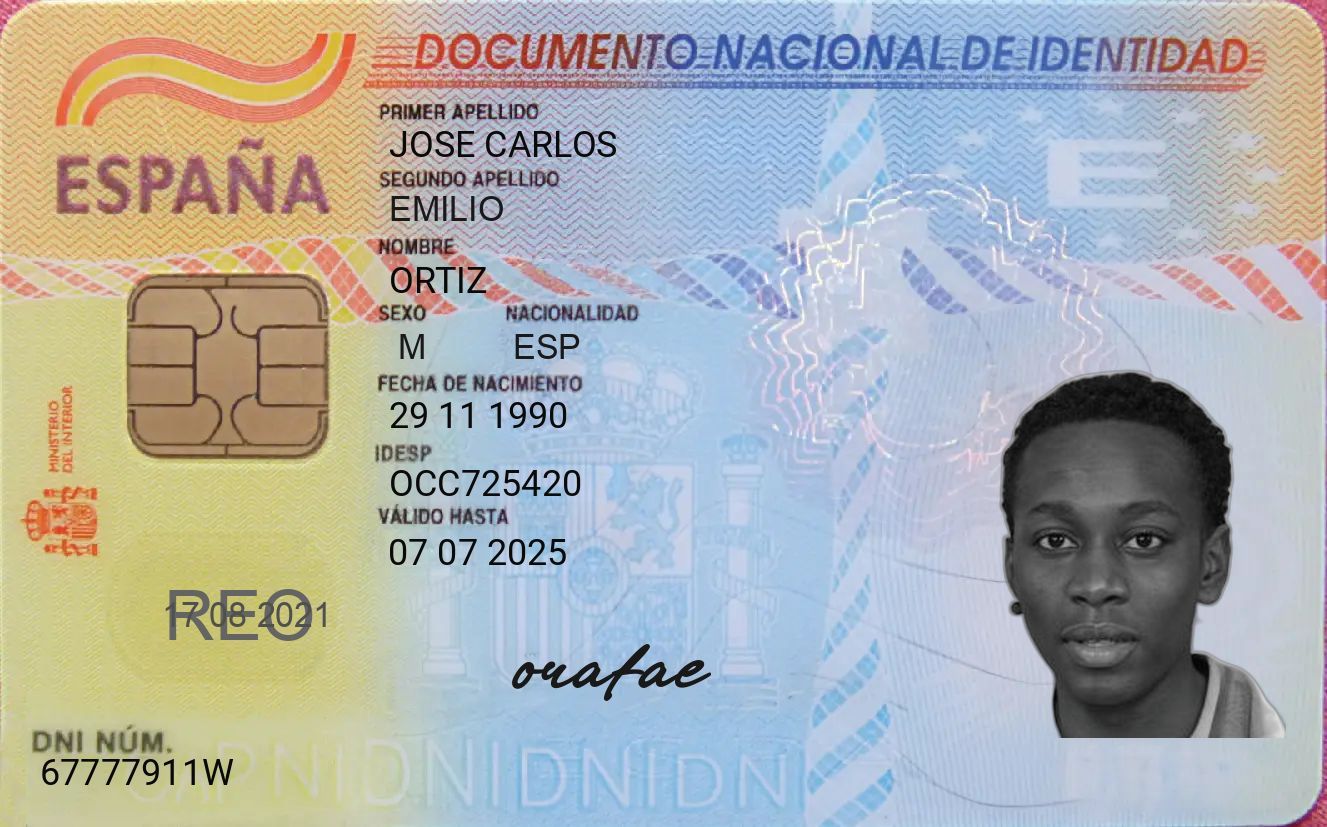 DOCUMENTO NACIONAL DE IDENTIDAD
ESPAÑA
PRIMER APELLIDO
JOSE CARLOS
SEGUNDO APELLIDO
EMILIO
NOMBRE
ORTIZ
SEXO NACIONALIDAD
M ESP
FECHA DE NACIMIENTO
29 11 1990
IDESP
OCC725420
VÁLIDO HASTA
07 07 2025
MINISTERIO
DEL INTERIOR
E
17-08-2021
REO
ouafae
DNI NÚM.
67777911W
DNIDNIDNIDNI